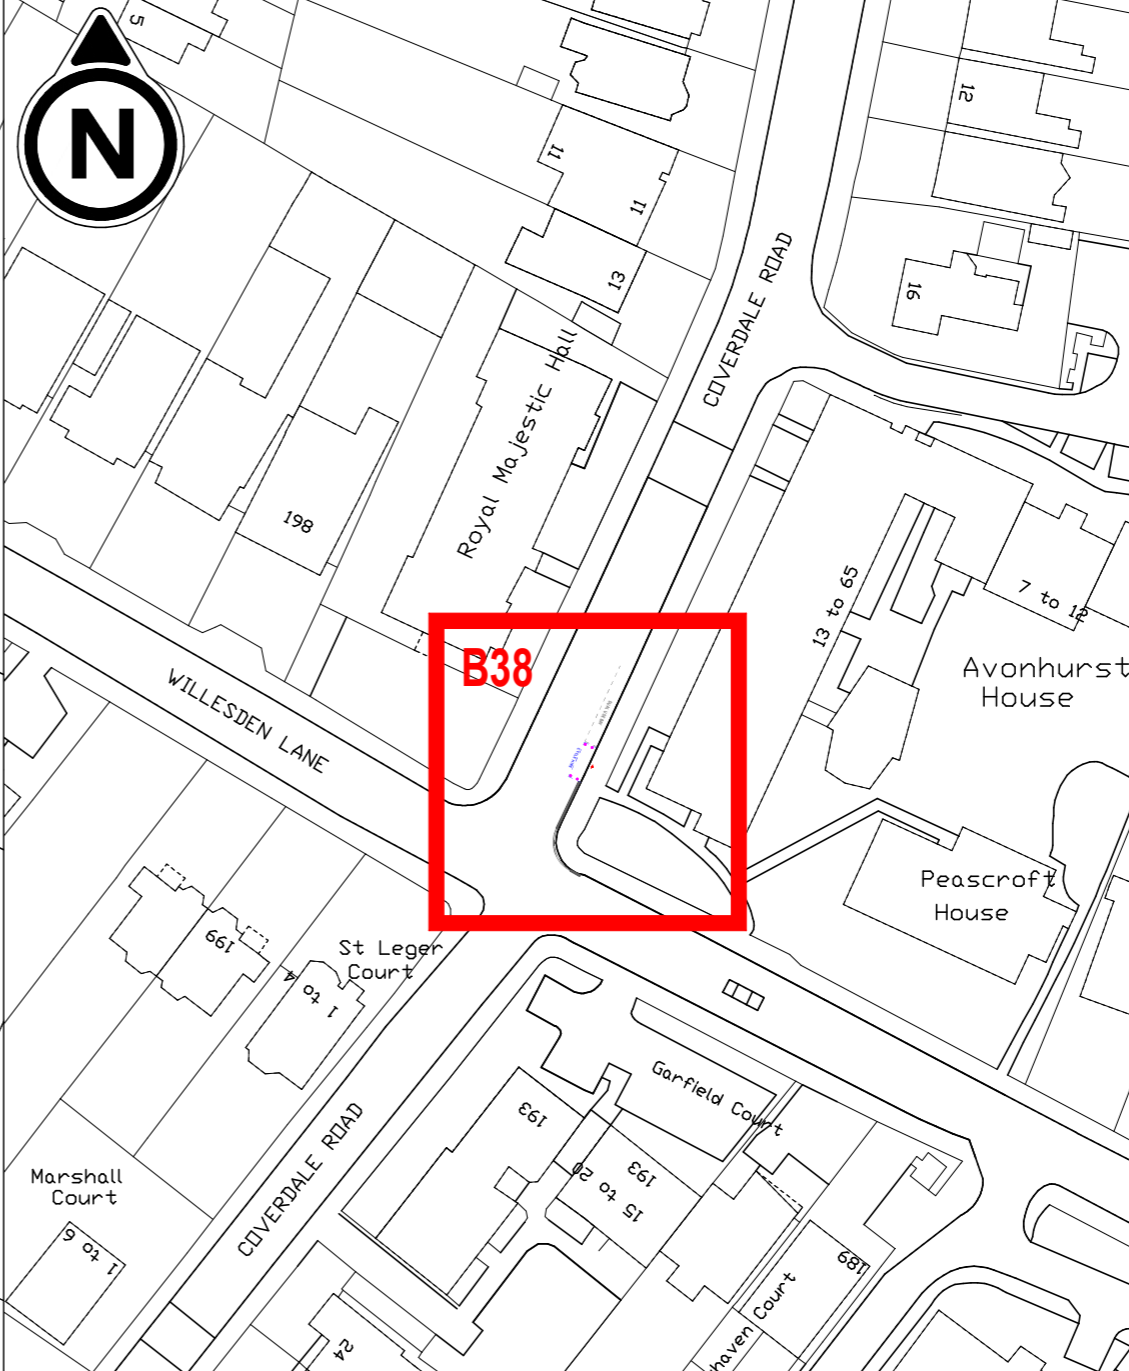 5
N
12
11
11
13
16
COVERDALE ROAD
Royal Majestic Hall
198
13 to 65
7 to 12
Avonhurst
House
B38
WILLESDEN LANE
Peascroft
House
199
St Leger
Court
1 to 4
Garfield Court
193
193
15 to 20
Marshall
Court
COVERDALE ROAD
1 to 6
189
haven Court
24